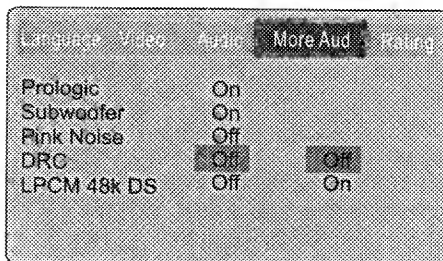 Language Video Audio More Aud Rating
Prologic On
Subwoofer On
Pink Noise Off
DRC Off Off
LPCM 48k DS Off On